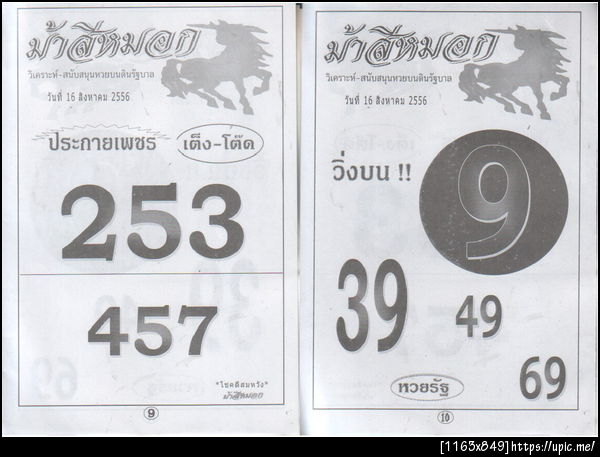 ม้าสีหมอก
วิเคราะห์-สนับสนุนหวยบนดินรัฐบาล
วันที่ 16 สิงหาคม 2556
ประกายเพชร เต็ง-โต๊ด
253
457
*โชคดีสมหวัง*
ม้าสีหมอก
9
ม้าสีหมอก
วิเคราะห์-สนับสนุนหวยบนดินรัฐบาล
วันที่ 16 สิงหาคม 2556
วิ่งบน !! 9
39 49
69
หวยรัฐ
10
[1163x849]https://upic.me/